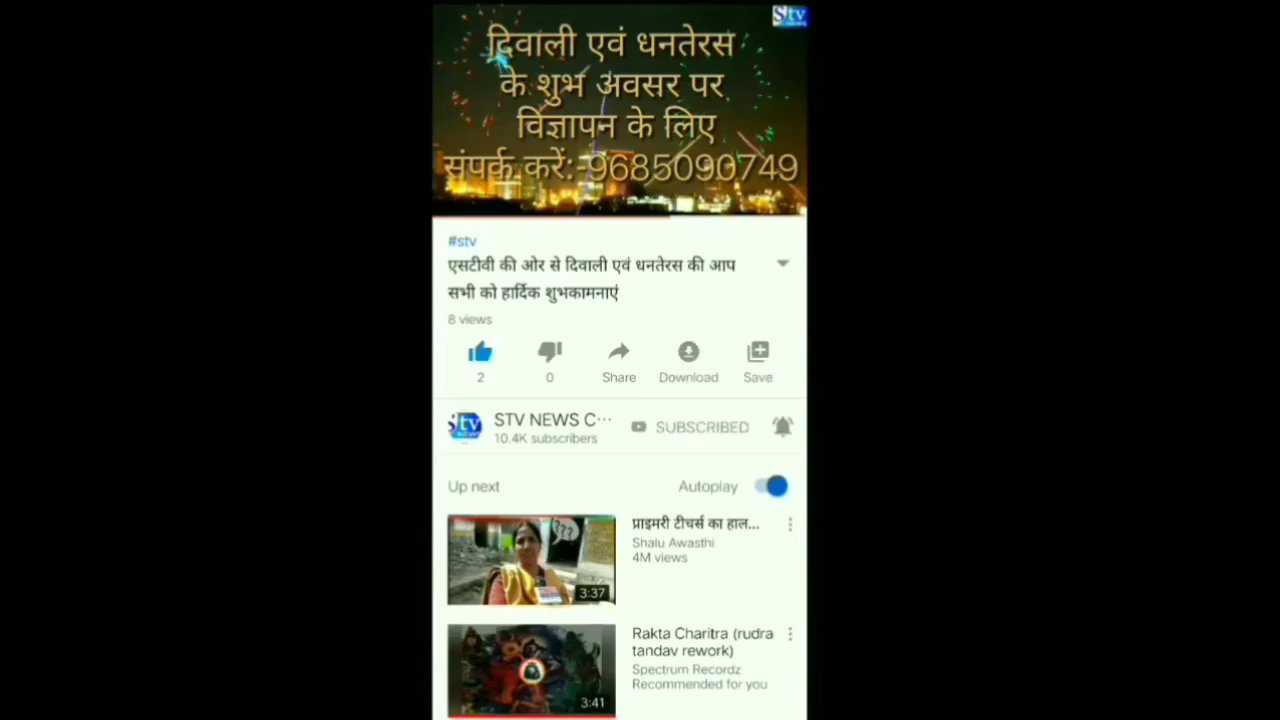 Stv
दिवाली एवं धनतेरस
के शुभ अवसर पर
विज्ञापन के लिए
संपर्क करें:-9685090749
#stv
एसटीवी की ओर से दिवाली एवं धनतेरस की आप
सभी को हार्दिक शुभकामनाएं
8 views
2
0
Share
Download
Save
Stv
STV NEWS C...
10.4K subscribers
SUBSCRIBED
Up next
Autoplay
???
3:37
प्राइमरी टीचर्स का हाल...
Shalu Awasthi
4M views
3:41
Rakta Charitra (rudra
tandav rework)
Spectrum Recordz
Recommended for you